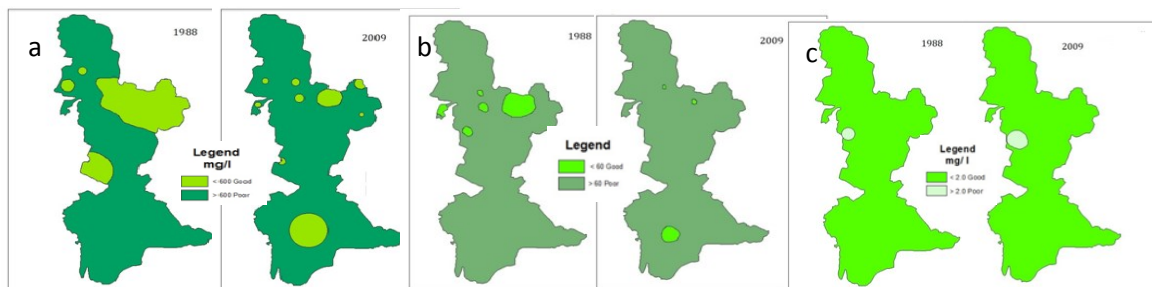 a
1988
2009
Legend
mg/l
<-600 Good
>-600 Poor
b
1988
2009
Legend
< 60 Good
> 60 Poor
c
1988
2009
Legend
mg/ l
< 2.0 Good
> 2.0 Poor